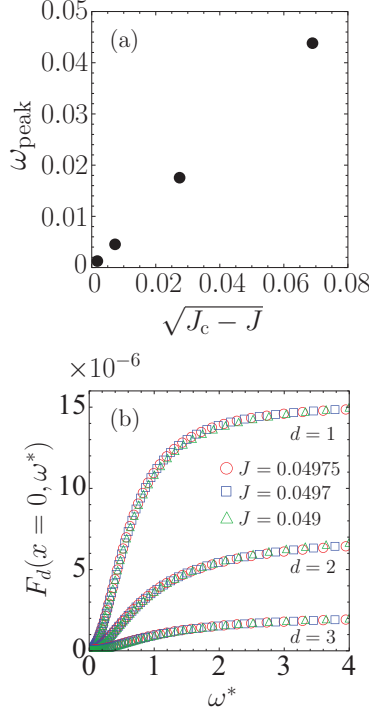 (a)
0.05
0.04
0.03
0.02
0.01
0
ω_peak
0 0.02 0.04 0.06 0.08
√(J_c − J)
×10⁻⁶
(b)
15
10
5
0
F_d(x = 0, ω*)
d = 1
J = 0.04975
J = 0.0497
J = 0.049
d = 2
d = 3
0 1 2 3 4
ω*